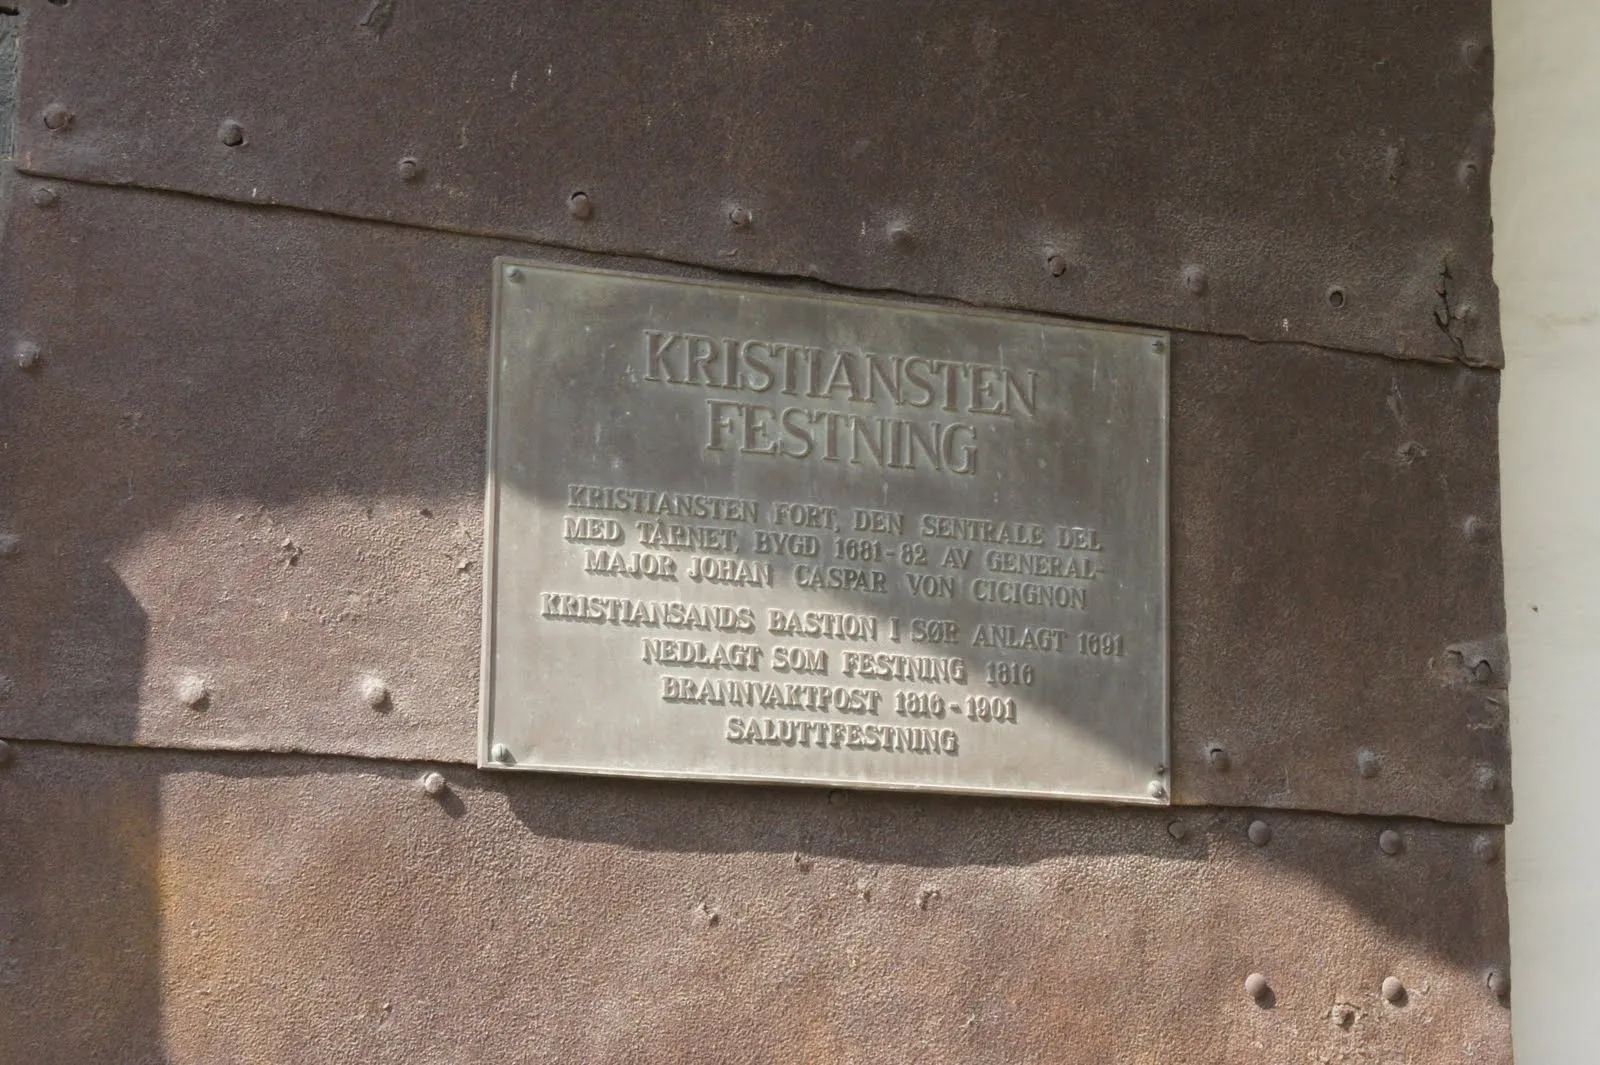 KRISTIANSTEN
FESTNING
KRISTIANSTEN FORT, DEN SENTRALE DEL
MED TÅRNET, BYGD 1681-82 AV GENERAL-
MAJOR JOHAN CASPAR VON CICIGNON
KRISTIANSANDS BASTION I SØR ANLAGT 1691
NEDLAGT SOM FESTNING 1816
BRANNVAKTPOST 1816-1901
SALUTTFESTNING